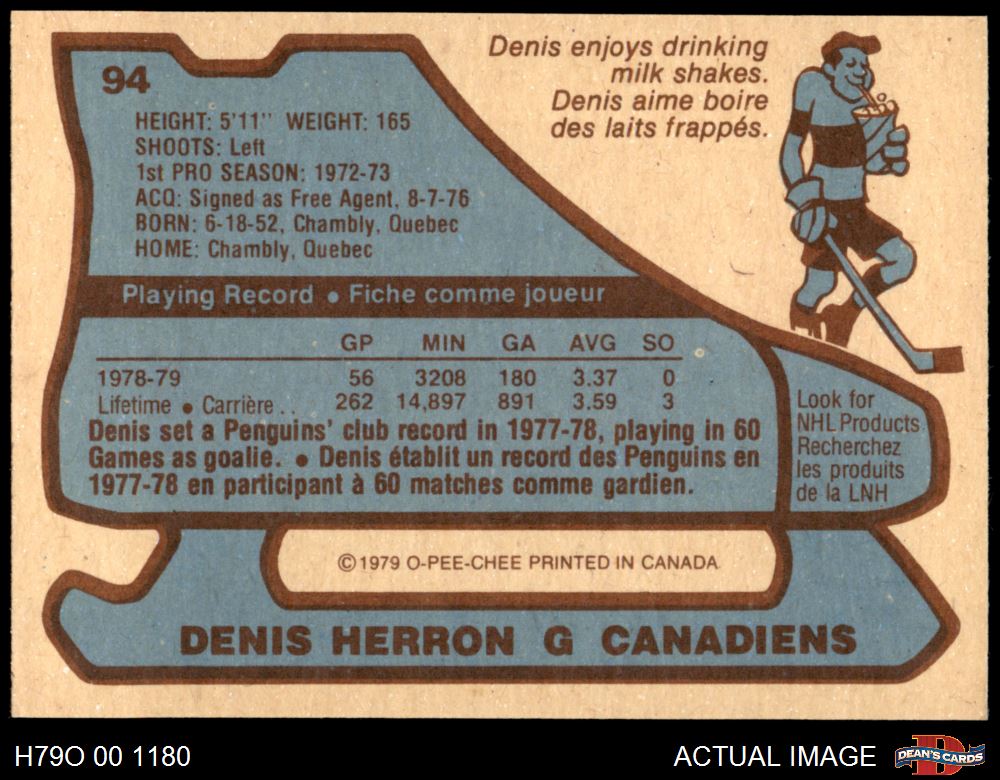 94
Denis enjoys drinking
milk shakes.
Denis aime boire
des laits frappés.
HEIGHT: 5'11" WEIGHT: 165
SHOOTS: Left
1st PRO SEASON: 1972-73
ACQ: Signed as Free Agent, 8-7-76
BORN: 6-18-52, Chambly, Quebec
HOME: Chambly, Quebec
Playing Record • Fiche comme joueur
GP MIN GA AVG SO
1978-79 56 3208 180 3.37 0
Lifetime • Carrière .. 262 14,897 891 3.59 3
Denis set a Penguins' club record in 1977-78, playing in 60
Games as goalie. • Denis établit un record des Penguins en
1977-78 en participant à 60 matches comme gardien.
Look for
NHL Products
Recherchez
les produits
de la LNH
©1979 O-PEE-CHEE PRINTED IN CANADA
DENIS HERRON G CANADIENS
H79O 00 1180
ACTUAL IMAGE
DEAN'S CARDS